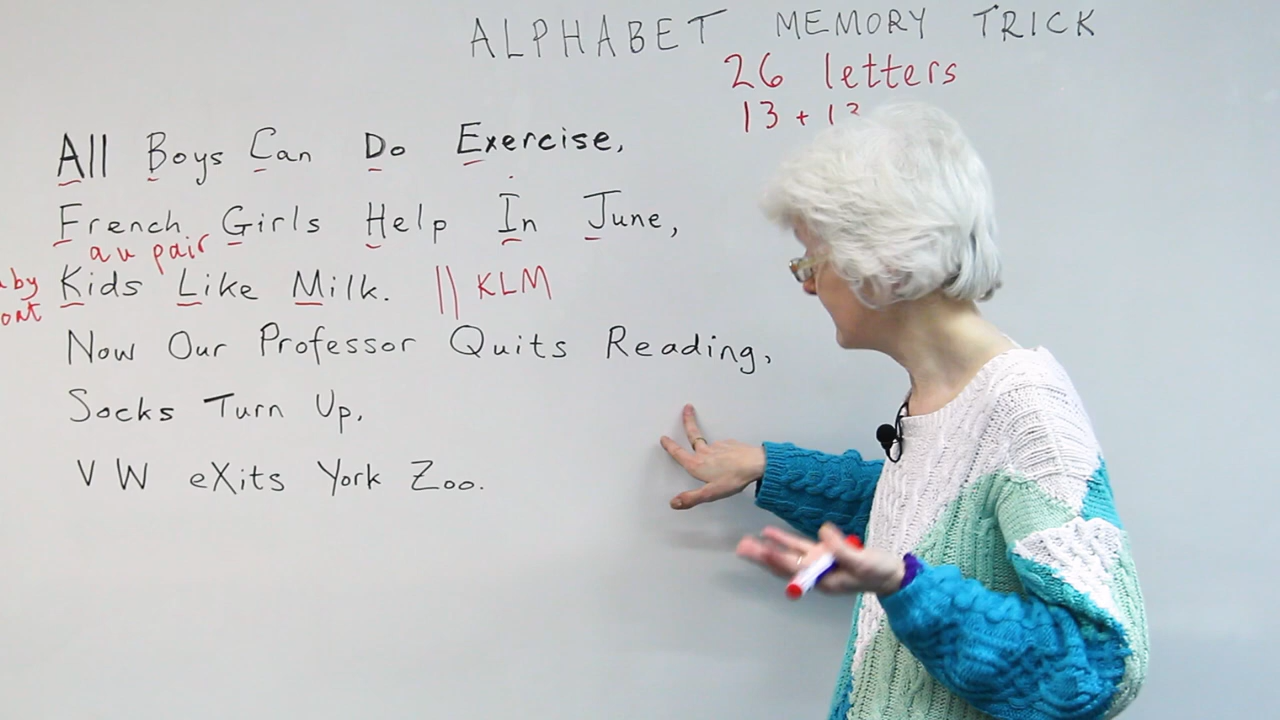 ALPHABET MEMORY TRICK
26 letters
13 + 13
All Boys Can Do Exercise,
French Girls Help In June,
au pair
Kids Like Milk. || KLM
Now Our Professor Quits Reading,
Socks Turn Up.
V W eXits York Zoo.